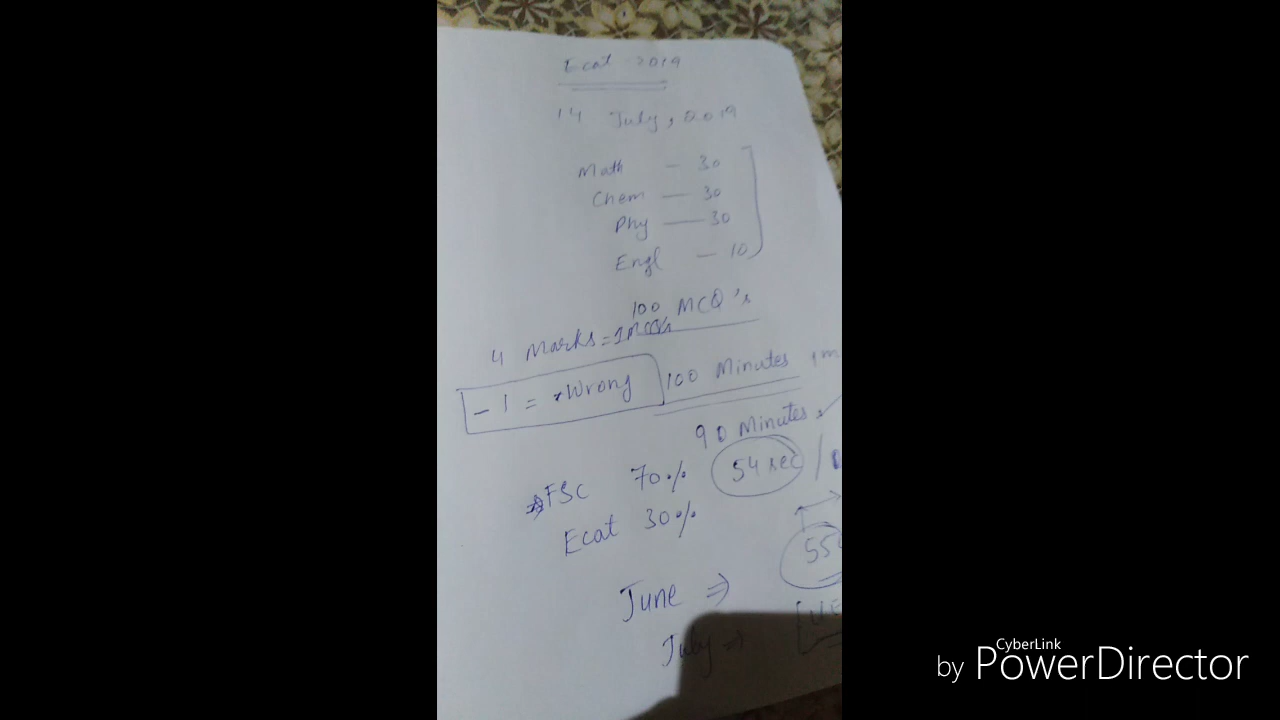 Ecat 2019
14 July, 2019
Math - 30
Chem - 30
Phy - 30
Engl - 10
100 MCQ's
4 Marks = 1 MCQ's
-1 = Wrong
100 Minutes
90 Minutes
FSC 70%
54 sec /
Ecat 30%
55
June ⇒
July ⇒
CyberLink
by PowerDirector